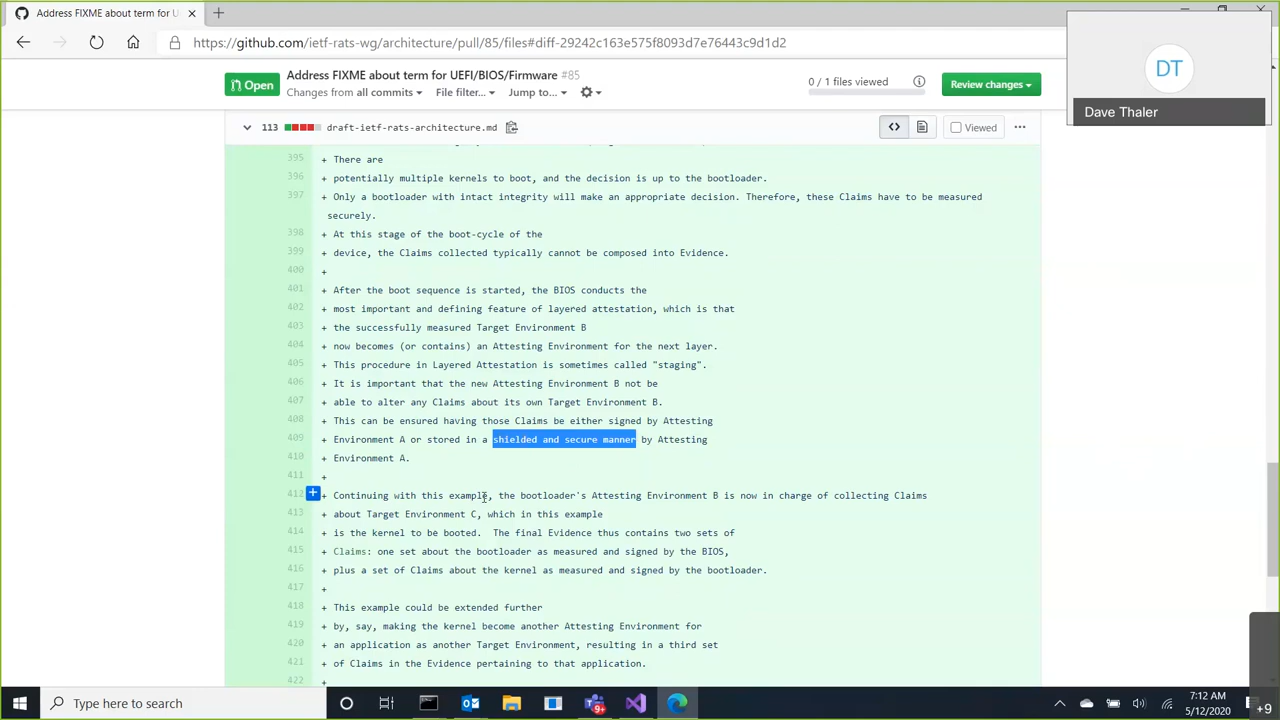 Address FIXME about term for UE
https://github.com/ietf-rats-wg/architecture/pull/85/files#diff-29242c163e575f8093d7e76443c9d1d2
DT
Dave Thaler
Open
Address FIXME about term for UEFI/BIOS/Firmware #85
Changes from all commits File filter... Jump to...
0 / 1 files viewed
Review changes
113 draft-ietf-rats-architecture.md
Viewed
395 + There are
396 + potentially multiple kernels to boot, and the decision is up to the bootloader.
397 + Only a bootloader with intact integrity will make an appropriate decision. Therefore, these Claims have to be measured
securely.
398 + At this stage of the boot-cycle of the
399 + device, the Claims collected typically cannot be composed into Evidence.
400 +
401 + After the boot sequence is started, the BIOS conducts the
402 + most important and defining feature of layered attestation, which is that
403 + the successfully measured Target Environment B
404 + now becomes (or contains) an Attesting Environment for the next layer.
405 + This procedure in Layered Attestation is sometimes called "staging".
406 + It is important that the new Attesting Environment B not be
407 + able to alter any Claims about its own Target Environment B.
408 + This can be ensured having those Claims be either signed by Attesting
409 + Environment A or stored in a shielded and secure manner by Attesting
410 + Environment A.
411 +
412 + Continuing with this example, the bootloader's Attesting Environment B is now in charge of collecting Claims
413 + about Target Environment C, which in this example
414 + is the kernel to be booted.  The final Evidence thus contains two sets of
415 + Claims: one set about the bootloader as measured and signed by the BIOS,
416 + plus a set of Claims about the kernel as measured and signed by the bootloader.
417 +
418 + This example could be extended further
419 + by, say, making the kernel become another Attesting Environment for
420 + an application as another Target Environment, resulting in a third set
421 + of Claims in the Evidence pertaining to that application.
422 +
Type here to search
7:12 AM
5/12/2020
+9